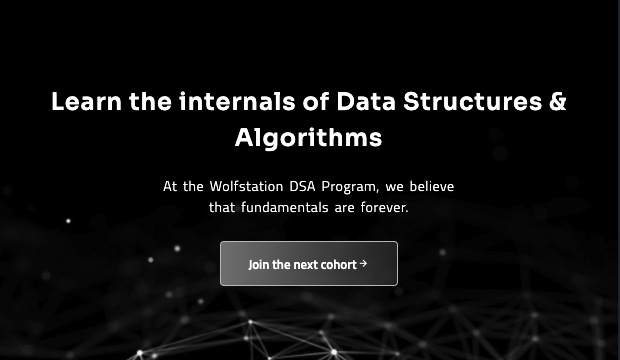 Learn the internals of Data Structures &
Algorithms
At the Wolfstation DSA Program, we believe
that fundamentals are forever.
Join the next cohort →